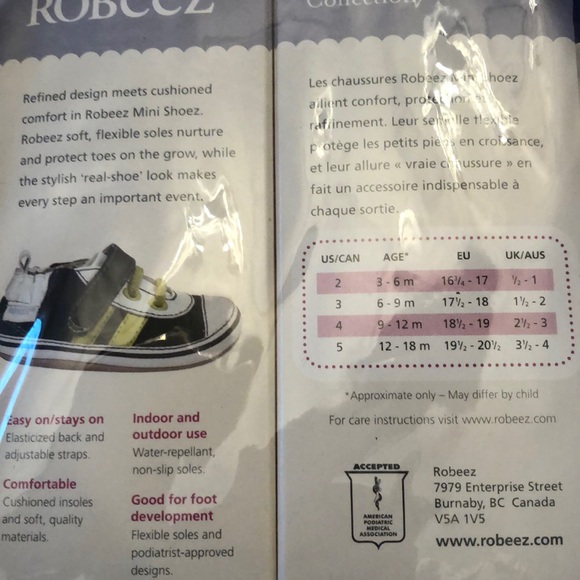 ROBEEZ
Refined design meets cushioned
comfort in Robeez Mini Shoez.
Robeez soft, flexible soles nurture
and protect toes on the grow, while
the stylish 'real-shoe' look makes
every step an important event.
Easy on/stays on
Elasticized back and
adjustable straps.
Comfortable
Cushioned insoles
and soft, quality
materials.
Indoor and
outdoor use
Water-repellant,
non-slip soles.
Good for foot
development
Flexible soles and
podiatrist-approved
designs.
Collection
Les chaussures Robeez Mini Shoez
allient confort, protection et
raffinement. Leur semelle flexible
protège les petits pieds en croissance,
et leur allure « vraie chaussure » en
fait un accessoire indispensable à
chaque sortie.
US/CAN AGE* EU UK/AUS
2 3 - 6 m 16¼ - 17 ½ - 1
3 6 - 9 m 17½ - 18 1½ - 2
4 9 - 12 m 18½ - 19 2½ - 3
5 12 - 18 m 19½ - 20½ 3½ - 4
*Approximate only – May differ by child
For care instructions visit www.robeez.com
ACCEPTED
AMERICAN
PODIATRIC
MEDICAL
ASSOCIATION
Robeez
7979 Enterprise Street
Burnaby, BC Canada
V5A 1V5
www.robeez.com